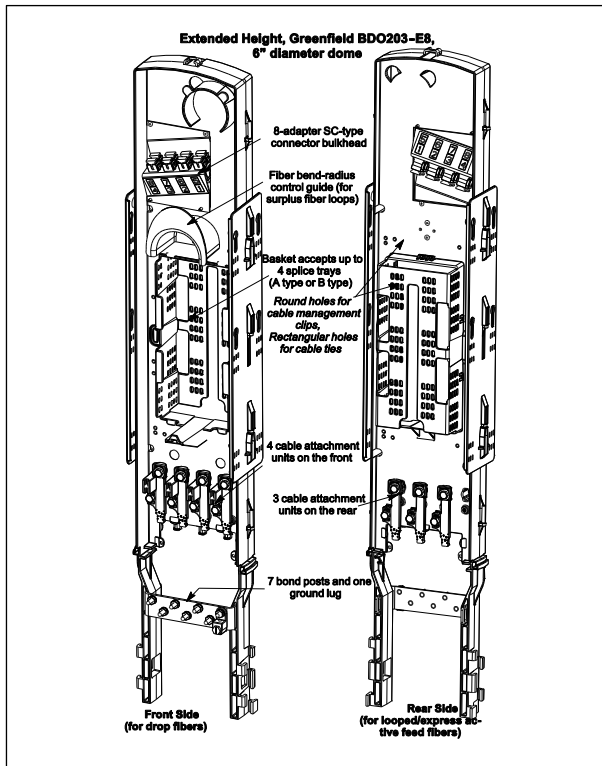 Extended Height, Greenfield BDO203-E8,
6" diameter dome
8-adapter SC-type
connector bulkhead
Fiber bend-radius
control guide (for
surplus fiber loops)
Basket accepts up to
4 splice trays
(A type or B type)
Round holes for
cable management
clips,
Rectangular holes
for cable ties
4 cable attachment
units on the front
3 cable attachment
units on the rear
7 bond posts and one
ground lug
Front Side
(for drop fibers)
Rear Side
(for looped/express ac-
tive feed fibers)